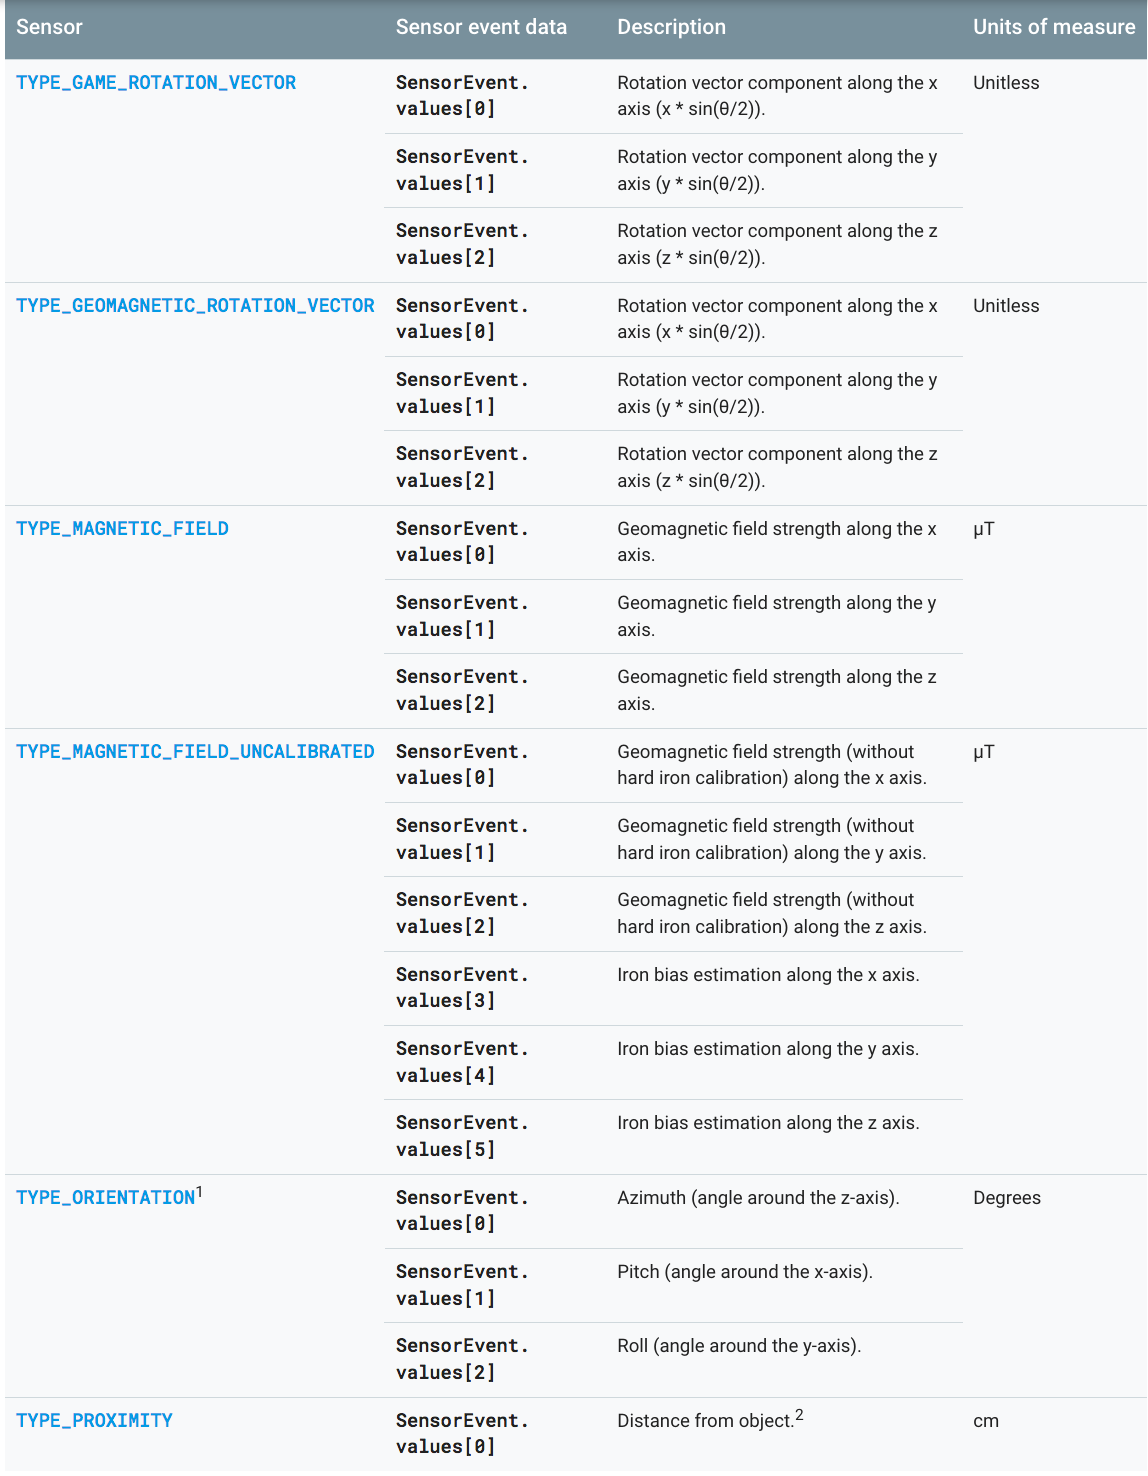 Sensor Sensor event data Description Units of measure
TYPE_GAME_ROTATION_VECTOR SensorEvent. Rotation vector component along the x Unitless
values[0] axis (x * sin(θ/2)).
SensorEvent. Rotation vector component along the y
values[1] axis (y * sin(θ/2)).
SensorEvent. Rotation vector component along the z
values[2] axis (z * sin(θ/2)).
TYPE_GEOMAGNETIC_ROTATION_VECTOR SensorEvent. Rotation vector component along the x Unitless
values[0] axis (x * sin(θ/2)).
SensorEvent. Rotation vector component along the y
values[1] axis (y * sin(θ/2)).
SensorEvent. Rotation vector component along the z
values[2] axis (z * sin(θ/2)).
TYPE_MAGNETIC_FIELD SensorEvent. Geomagnetic field strength along the x μT
values[0] axis.
SensorEvent. Geomagnetic field strength along the y
values[1] axis.
SensorEvent. Geomagnetic field strength along the z
values[2] axis.
TYPE_MAGNETIC_FIELD_UNCALIBRATED SensorEvent. Geomagnetic field strength (without μT
values[0] hard iron calibration) along the x axis.
SensorEvent. Geomagnetic field strength (without
values[1] hard iron calibration) along the y axis.
SensorEvent. Geomagnetic field strength (without
values[2] hard iron calibration) along the z axis.
SensorEvent. Iron bias estimation along the x axis.
values[3]
SensorEvent. Iron bias estimation along the y axis.
values[4]
SensorEvent. Iron bias estimation along the z axis.
values[5]
TYPE_ORIENTATION1 SensorEvent. Azimuth (angle around the z-axis). Degrees
values[0]
SensorEvent. Pitch (angle around the x-axis).
values[1]
SensorEvent. Roll (angle around the y-axis).
values[2]
TYPE_PROXIMITY SensorEvent. Distance from object.2 cm
values[0]